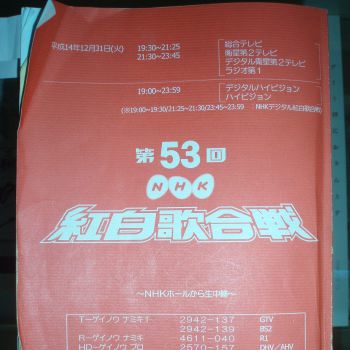 平成14年12月31日(火) 19:30~21:25 総合テレビ
21:30~23:45 衛星第2テレビ
デジタル衛星第2テレビ
ラジオ第1
19:00~23:59 デジタルハイビジョン
ハイビジョン
(※19:00~19:30/21:25~21:30/23:45~23:59 NHKデジタル紅白歌合戦)
第53回
NHK
紅白歌合戦
~NHKホールから生中継~
T-ゲイノウ ナミキ1 2942-137 GTV
2942-139 BS2
R-ゲイノウ ナミキ 4611-040 R1
HD-ゲイノウ プロ 2570-157 DHV/AHV